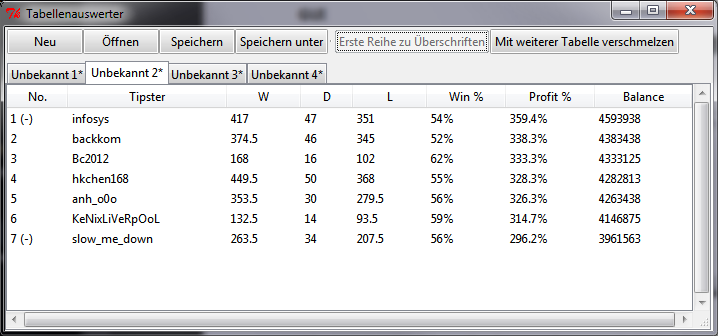 Tabellenauswerter
Neu Öffnen Speichern Speichern unter Erste Reihe zu Überschriften Mit weiterer Tabelle verschmelzen
Unbekannt 1* Unbekannt 2* Unbekannt 3* Unbekannt 4*
No. Tipster W D L Win % Profit % Balance
1 (-) infosys 417 47 351 54% 359.4% 4593938
2 backkom 374.5 46 345 52% 338.3% 4383438
3 Bc2012 168 16 102 62% 333.3% 4333125
4 hkchen168 449.5 50 368 55% 328.3% 4282813
5 anh_o0o 353.5 30 279.5 56% 326.3% 4263438
6 KeNixLiVeRpOoL 132.5 14 93.5 59% 314.7% 4146875
7 (-) slow_me_down 263.5 34 207.5 56% 296.2% 3961563